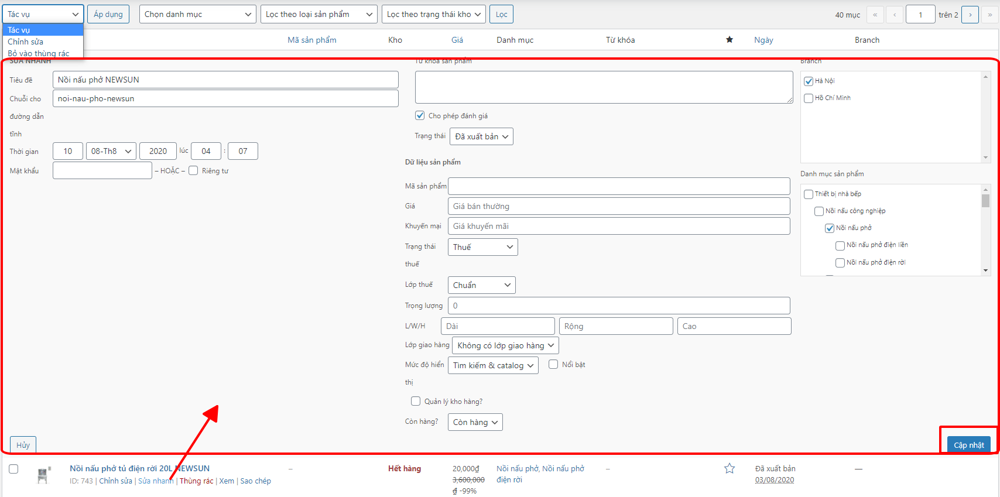 Tác vụ
Áp dụng
Chọn danh mục
Lọc theo loại sản phẩm
Lọc theo trạng thái kho
Lọc
40 mục
«
‹
1
trên 2
›
»
Tác vụ
Chỉnh sửa
Bỏ vào thùng rác
Mã sản phẩm
Kho
Giá
Danh mục
Từ khóa
★
Ngày
Branch
SỬA NHANH
Tiêu đề
Nồi nấu phở NEWSUN
Chuỗi cho
đường dẫn
tĩnh
noi-nau-pho-newsun
Thời gian
10
08-Th8
2020
lúc
04
:
07
Mật khẩu
– HOẶC –
Riêng tư
Từ khóa sản phẩm
Cho phép đánh giá
Trạng thái
Đã xuất bản
Dữ liệu sản phẩm
Mã sản phẩm
Giá
Giá bán thường
Khuyến mại
Giá khuyến mãi
Trạng thái
thuế
Thuế
Lớp thuế
Chuẩn
Trọng lượng
0
L/W/H
Dài
Rộng
Cao
Lớp giao hàng
Không có lớp giao hàng
Mức độ hiển
thị
Tìm kiếm & catalog
Nổi bật
Quản lý kho hàng?
Còn hàng?
Còn hàng
Branch
Hà Nội
Hồ Chí Minh
Danh mục sản phẩm
Thiết bị nhà bếp
Nồi nấu công nghiệp
Nồi nấu phở
Nồi nấu phở điện liền
Nồi nấu phở điện rời
Hủy
Cập nhật
Nồi nấu phở tủ điện rời 20L NEWSUN
ID: 743 | Chỉnh sửa | Sửa nhanh | Thùng rác | Xem | Sao chép
–
Hết hàng
20,000₫
3,600,000
₫ -99%
Nồi nấu phở, Nồi nấu phở
điện rời
–
Đã xuất bản
03/08/2020
—